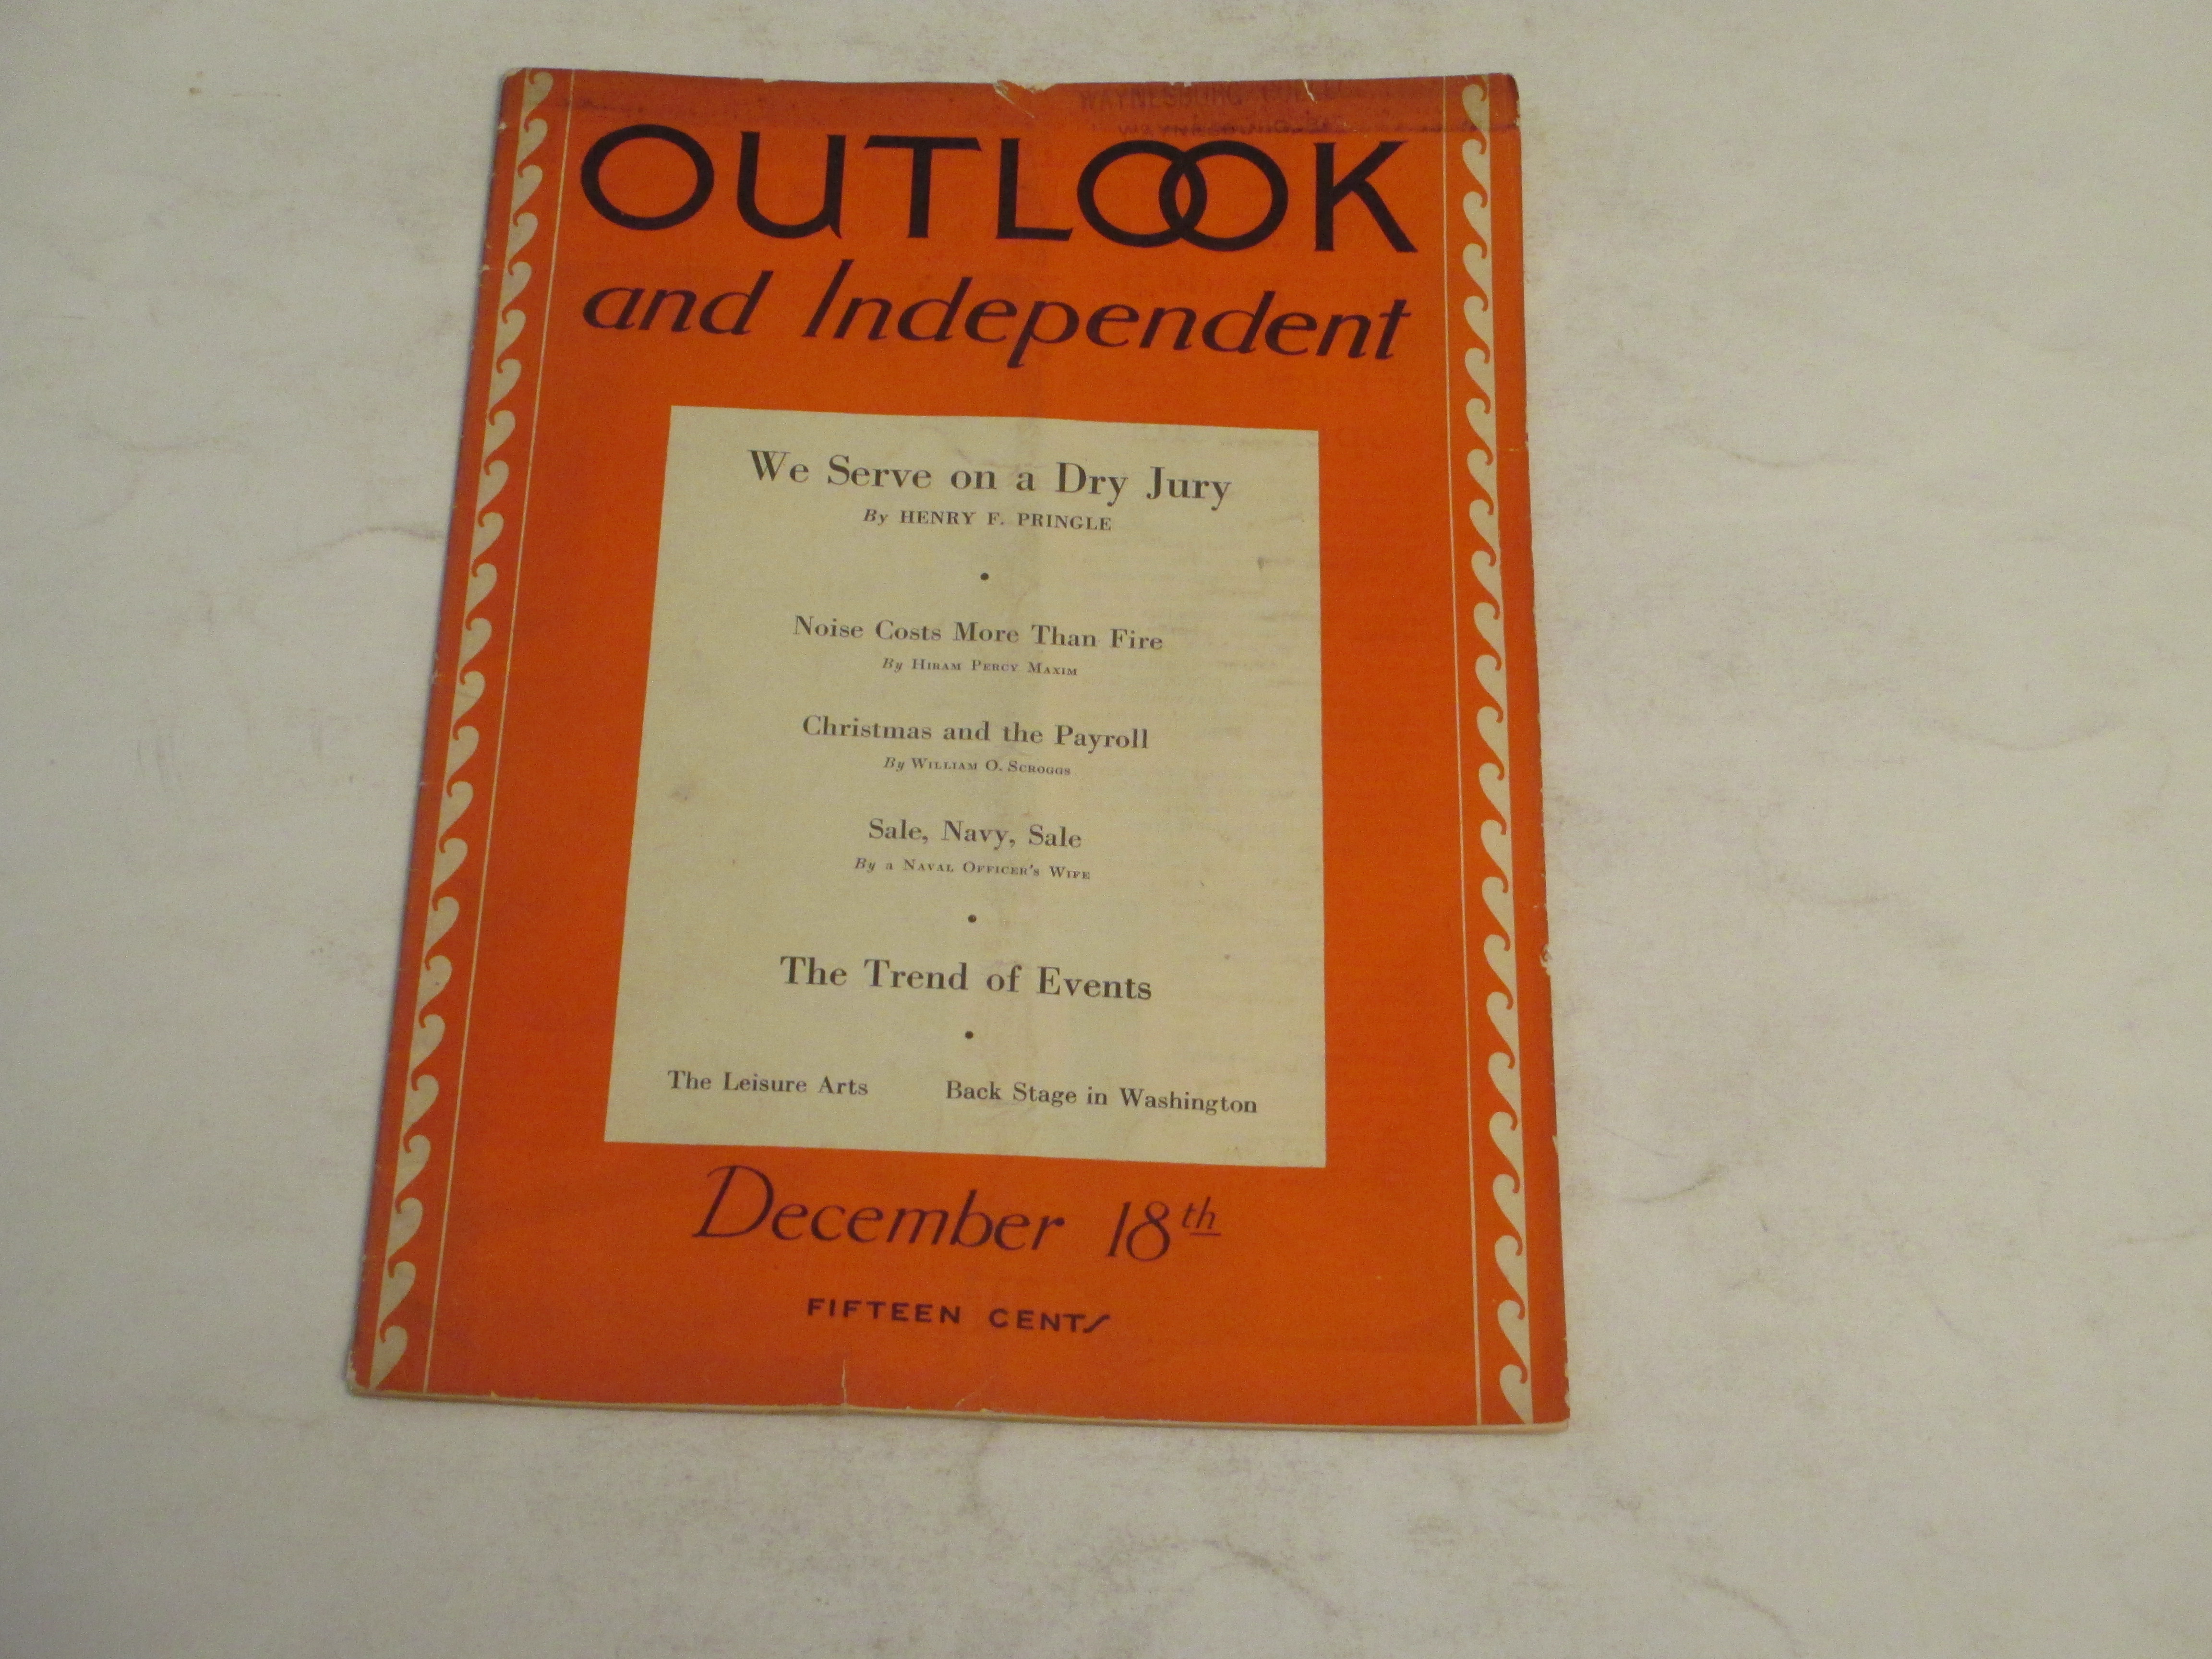 WAYNESBURG COLLEGE
OUTLOOK
and Independent
We Serve on a Dry Jury
By HENRY F. PRINGLE
Noise Costs More Than Fire
By HIRAM PERCY MAXIM
Christmas and the Payroll
By WILLIAM O. SCROGGS
Sale, Navy, Sale
By a NAVAL OFFICER'S WIFE
The Trend of Events
The Leisure Arts Back Stage in Washington
December 18th
FIFTEEN CENTS